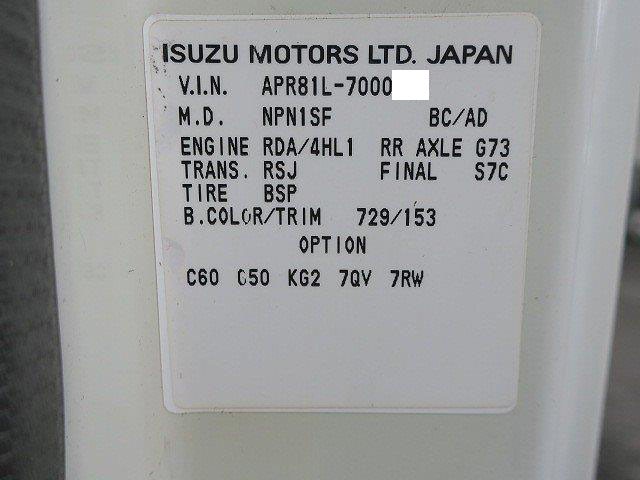 ISUZU MOTORS LTD. JAPAN
V.I.N. APR81L-7000
M.D. NPN1SF BC/AD
ENGINE RDA/4HL1 RR AXLE G73
TRANS. RSJ FINAL S7C
TIRE BSP
B.COLOR/TRIM 729/153
OPTION
C60 650 KG2 7QV 7RW